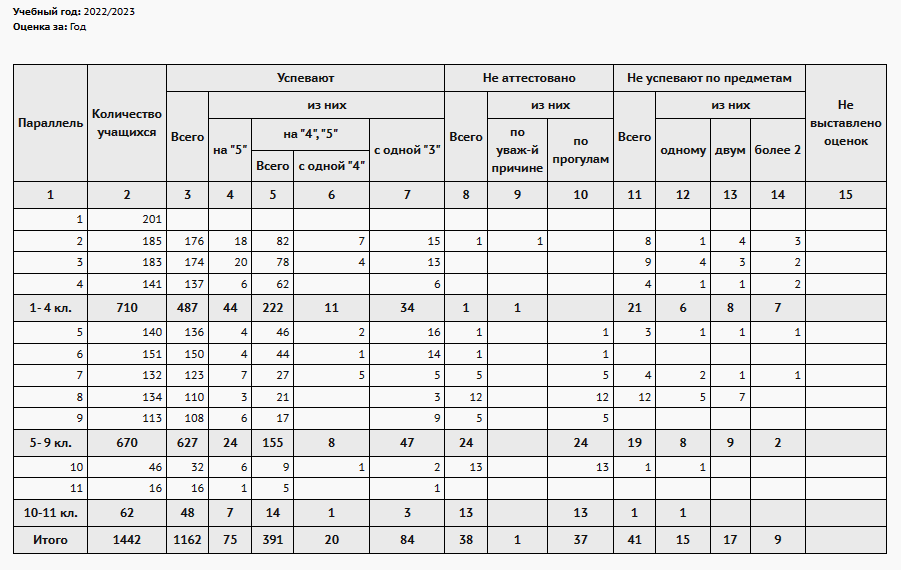 Учебный год: 2022/2023
Оценка за: Год
Параллель Количество учащихся Успевают Не аттестовано Не успевают по предметам Не выставлено оценок
Всего из них Всего из них Всего из них
на "5" на "4","5" с одной "3" по уваж-й причине по прогулам одному двум более 2
Всего с одной "4"
1 2 3 4 5 6 7 8 9 10 11 12 13 14 15
1 201
2 185 176 18 82 7 15 1 1 8 1 4 3
3 183 174 20 78 4 13 9 4 3 2
4 141 137 6 62 6 4 1 1 2
1- 4 кл. 710 487 44 222 11 34 1 1 21 6 8 7
5 140 136 4 46 2 16 1 1 3 1 1 1
6 151 150 4 44 1 14 1 1
7 132 123 7 27 5 5 5 5 4 2 1 1
8 134 110 3 21 3 12 12 12 5 7
9 113 108 6 17 9 5 5
5- 9 кл. 670 627 24 155 8 47 24 24 19 8 9 2
10 46 32 6 9 1 2 13 13 1 1
11 16 16 1 5 1
10-11 кл. 62 48 7 14 1 3 13 13 1 1
Итого 1442 1162 75 391 20 84 38 1 37 41 15 17 9